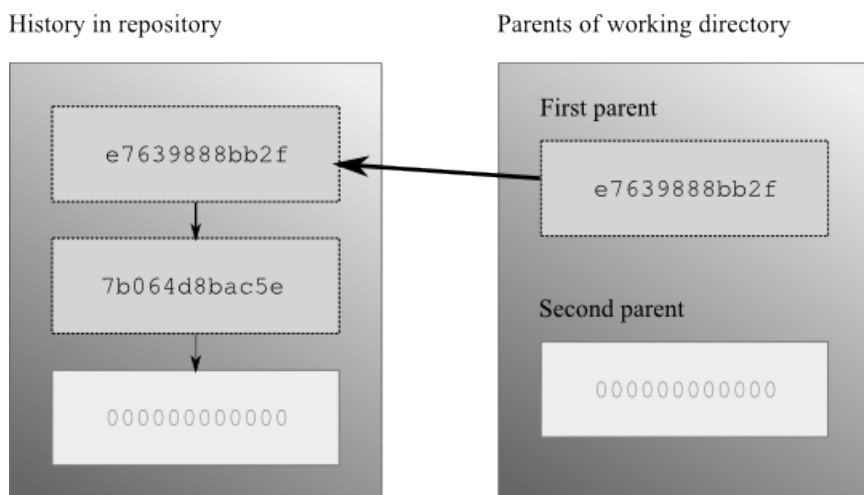 History in repository
e7639888bb2f
7b064d8bac5e
000000000000
Parents of working directory
First parent
e7639888bb2f
Second parent
000000000000